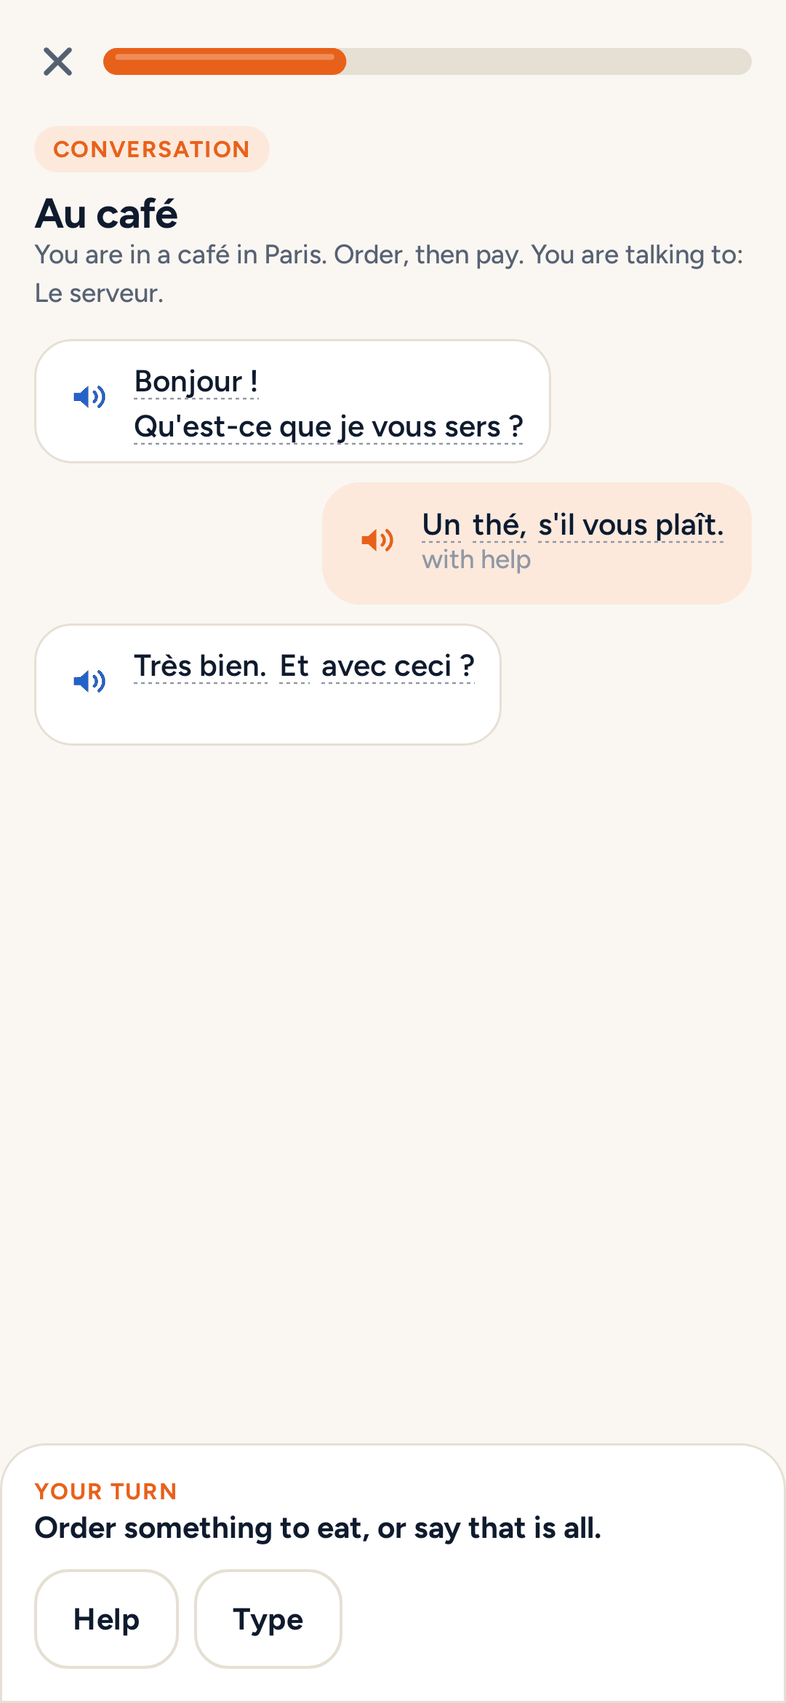 CONVERSATION
Au café
You are in a café in Paris. Order, then pay. You are talking to:
Le serveur.
Bonjour !
Qu'est-ce que je vous sers ?
Un thé, s'il vous plaît.
with help
Très bien. Et avec ceci ?
YOUR TURN
Order something to eat, or say that is all.
Help
Type